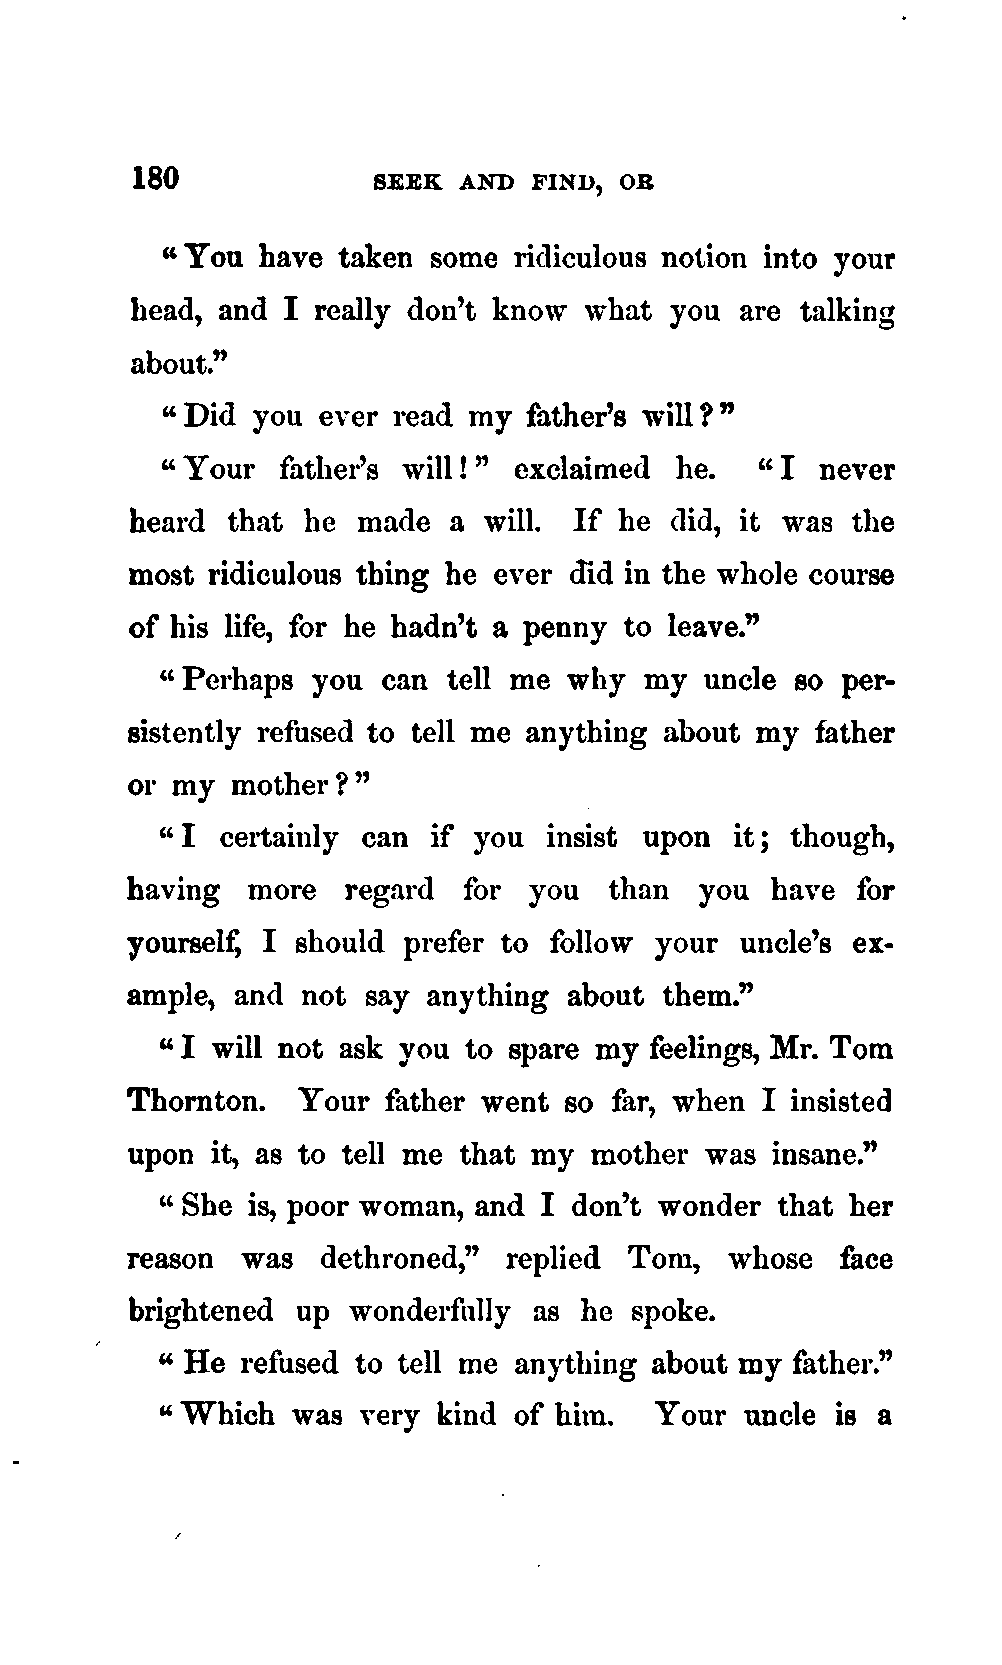 180 SEEK AND FIND, OR
“You have taken some ridiculous notion into your
head, and I really don’t know what you are talking
about.”
“Did you ever read my father’s will?”
“Your father’s will!” exclaimed he. “I never
heard that he made a will. If he did, it was the
most ridiculous thing he ever did in the whole course
of his life, for he hadn’t a penny to leave.”
“Perhaps you can tell me why my uncle so per-
sistently refused to tell me anything about my father
or my mother?”
“I certainly can if you insist upon it; though,
having more regard for you than you have for
yourself, I should prefer to follow your uncle’s ex-
ample, and not say anything about them.”
“I will not ask you to spare my feelings, Mr. Tom
Thornton. Your father went so far, when I insisted
upon it, as to tell me that my mother was insane.”
“She is, poor woman, and I don’t wonder that her
reason was dethroned,” replied Tom, whose face
brightened up wonderfully as he spoke.
“He refused to tell me anything about my father.”
“Which was very kind of him. Your uncle is a